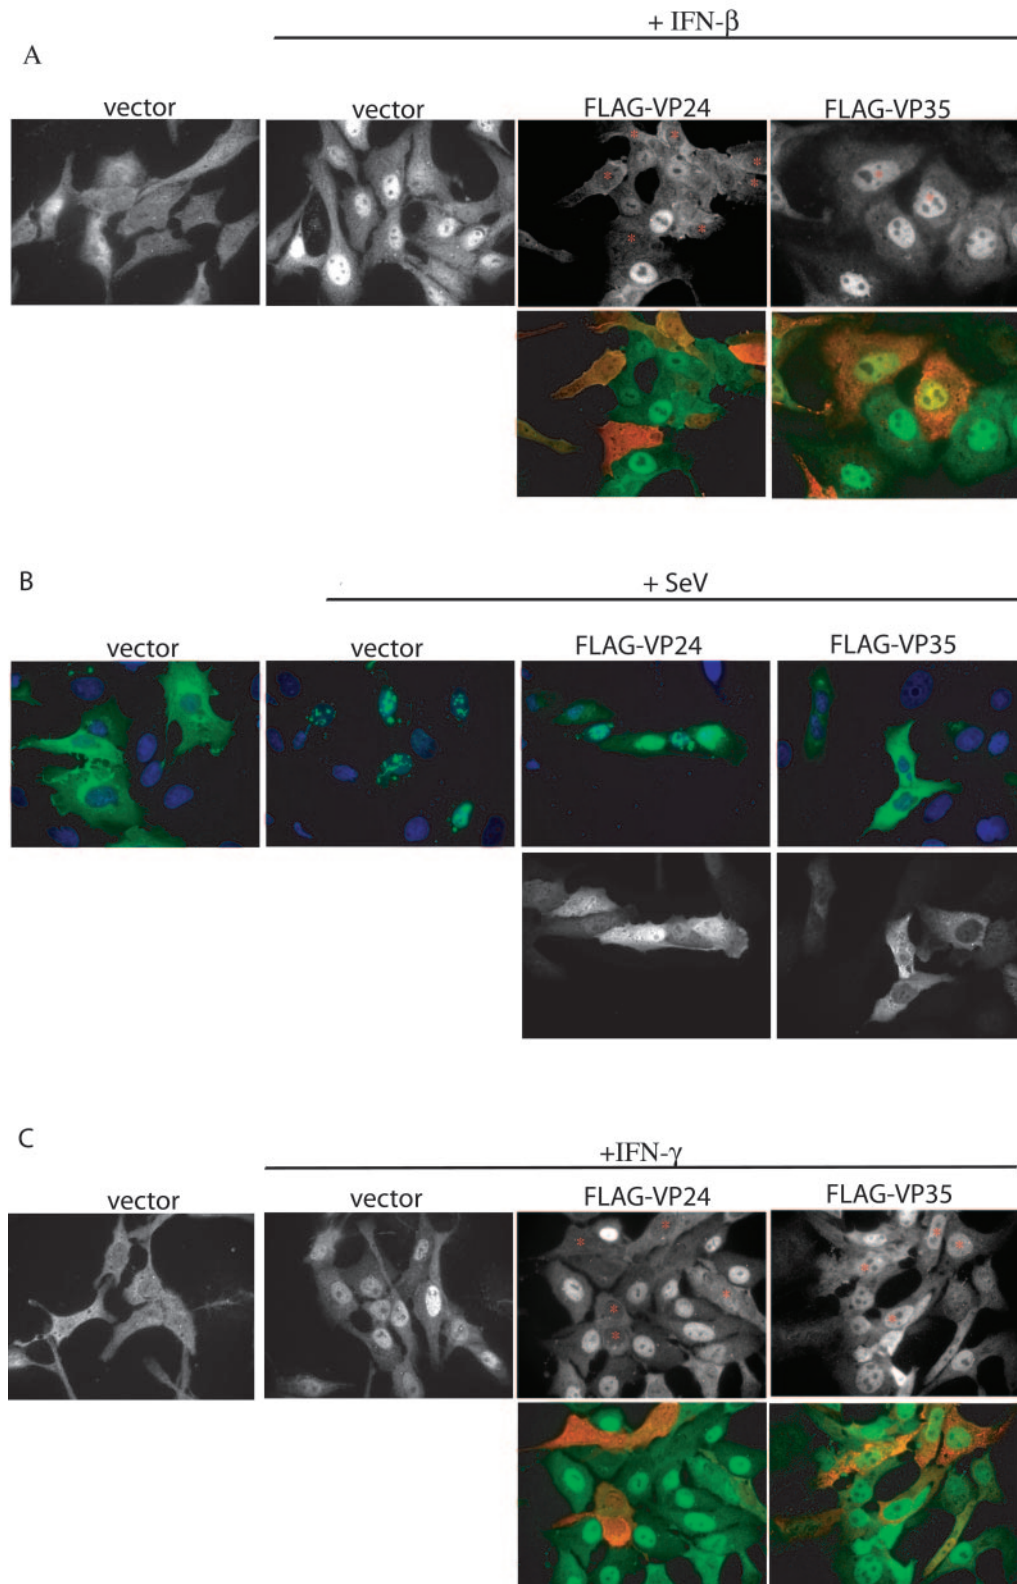 + IFN-β
A
vector
vector
FLAG-VP24
FLAG-VP35
+ SeV
B
vector
vector
FLAG-VP24
FLAG-VP35
C
+IFN-γ
vector
vector
FLAG-VP24
FLAG-VP35